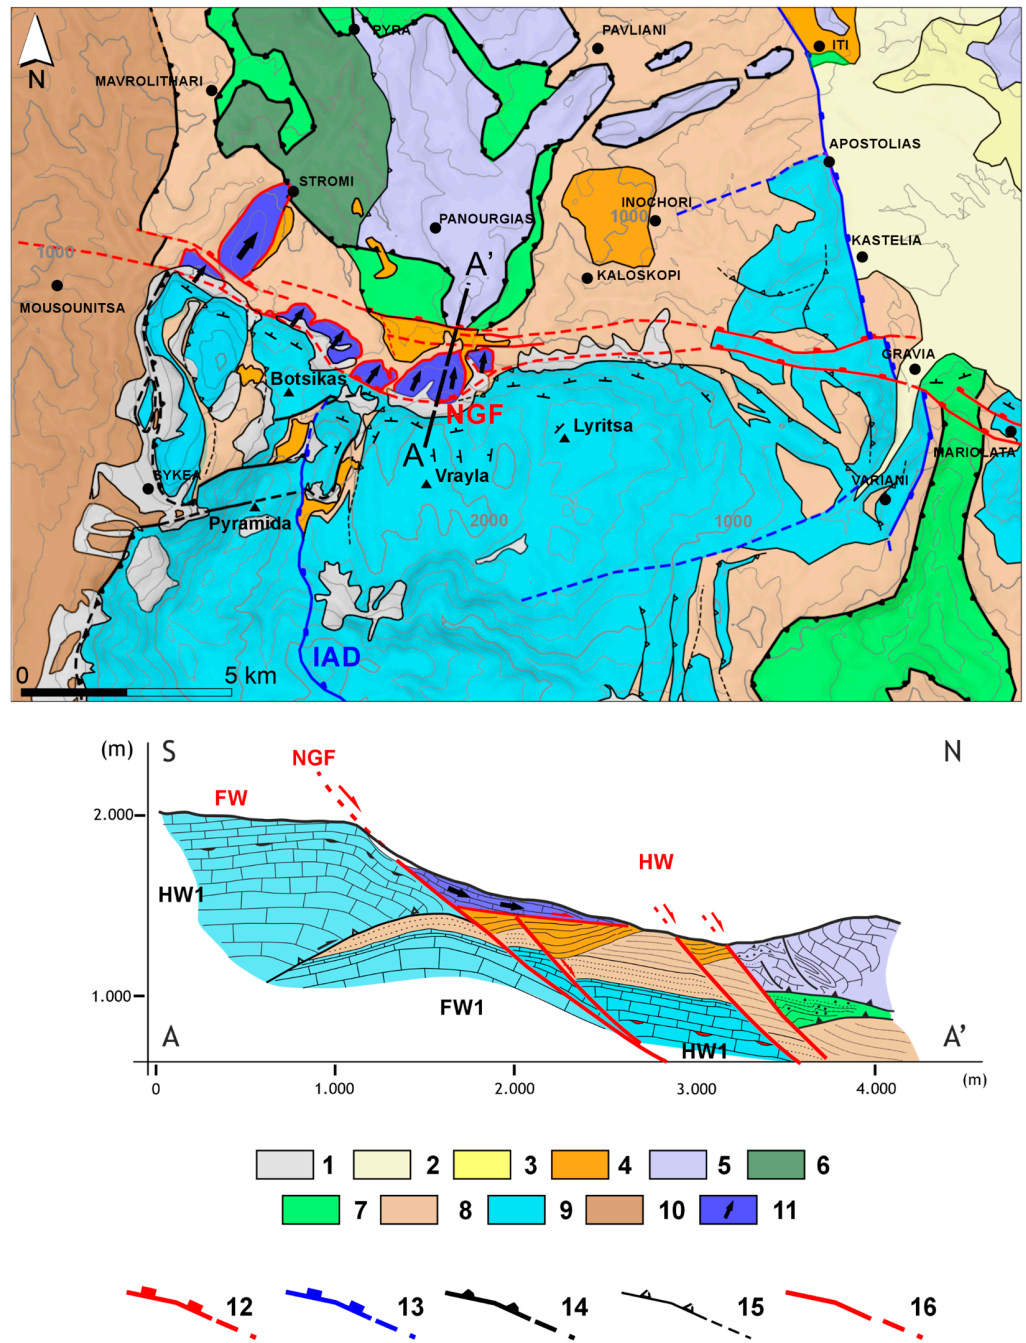 PYRA
PAVLIANI
ITI
N
MAVROLITHARI
APOSTOLIAS
STROMI
INOCHORI
1000
PANOURGIAS
KASTELIA
1000
A'
KALOSKOPI
MOUSOUNITSA
GRAVIA
Botsikas
NGF
Lyritsa
A
MARIOLATA
SYKEA
Vrayla
VARIANI
Pyramida
2000
1000
IAD
0
5 km
(m)
S
N
NGF
2.000
FW
HW
HW1
1.000
FW1
A
HW1
A'
0
1.000
2.000
3.000
4.000
(m)
1
2
3
4
5
6
7
8
9
10
11
12
13
14
15
16